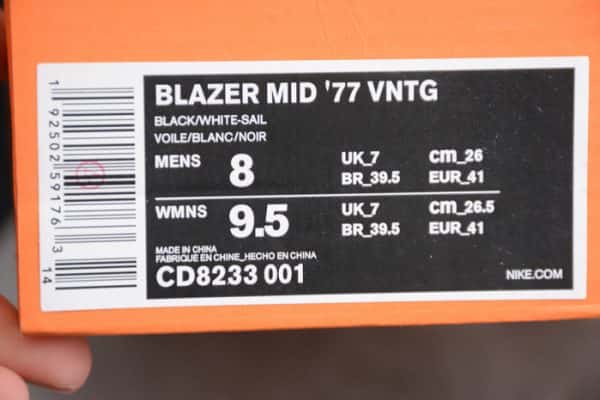 BLAZER MID '77 VNTG
BLACK/WHITE-SAIL
VOILE/BLANC/NOIR
MENS 8 UK_7 cm_26
BR_39.5 EUR_41
WMNS 9.5 UK_7 cm_26.5
BR_39.5 EUR_41
MADE IN CHINA
FABRIQUE EN CHINE_HECHO EN CHINA
CD8233 001 NIKE.COM
1 92502 59176 3
14